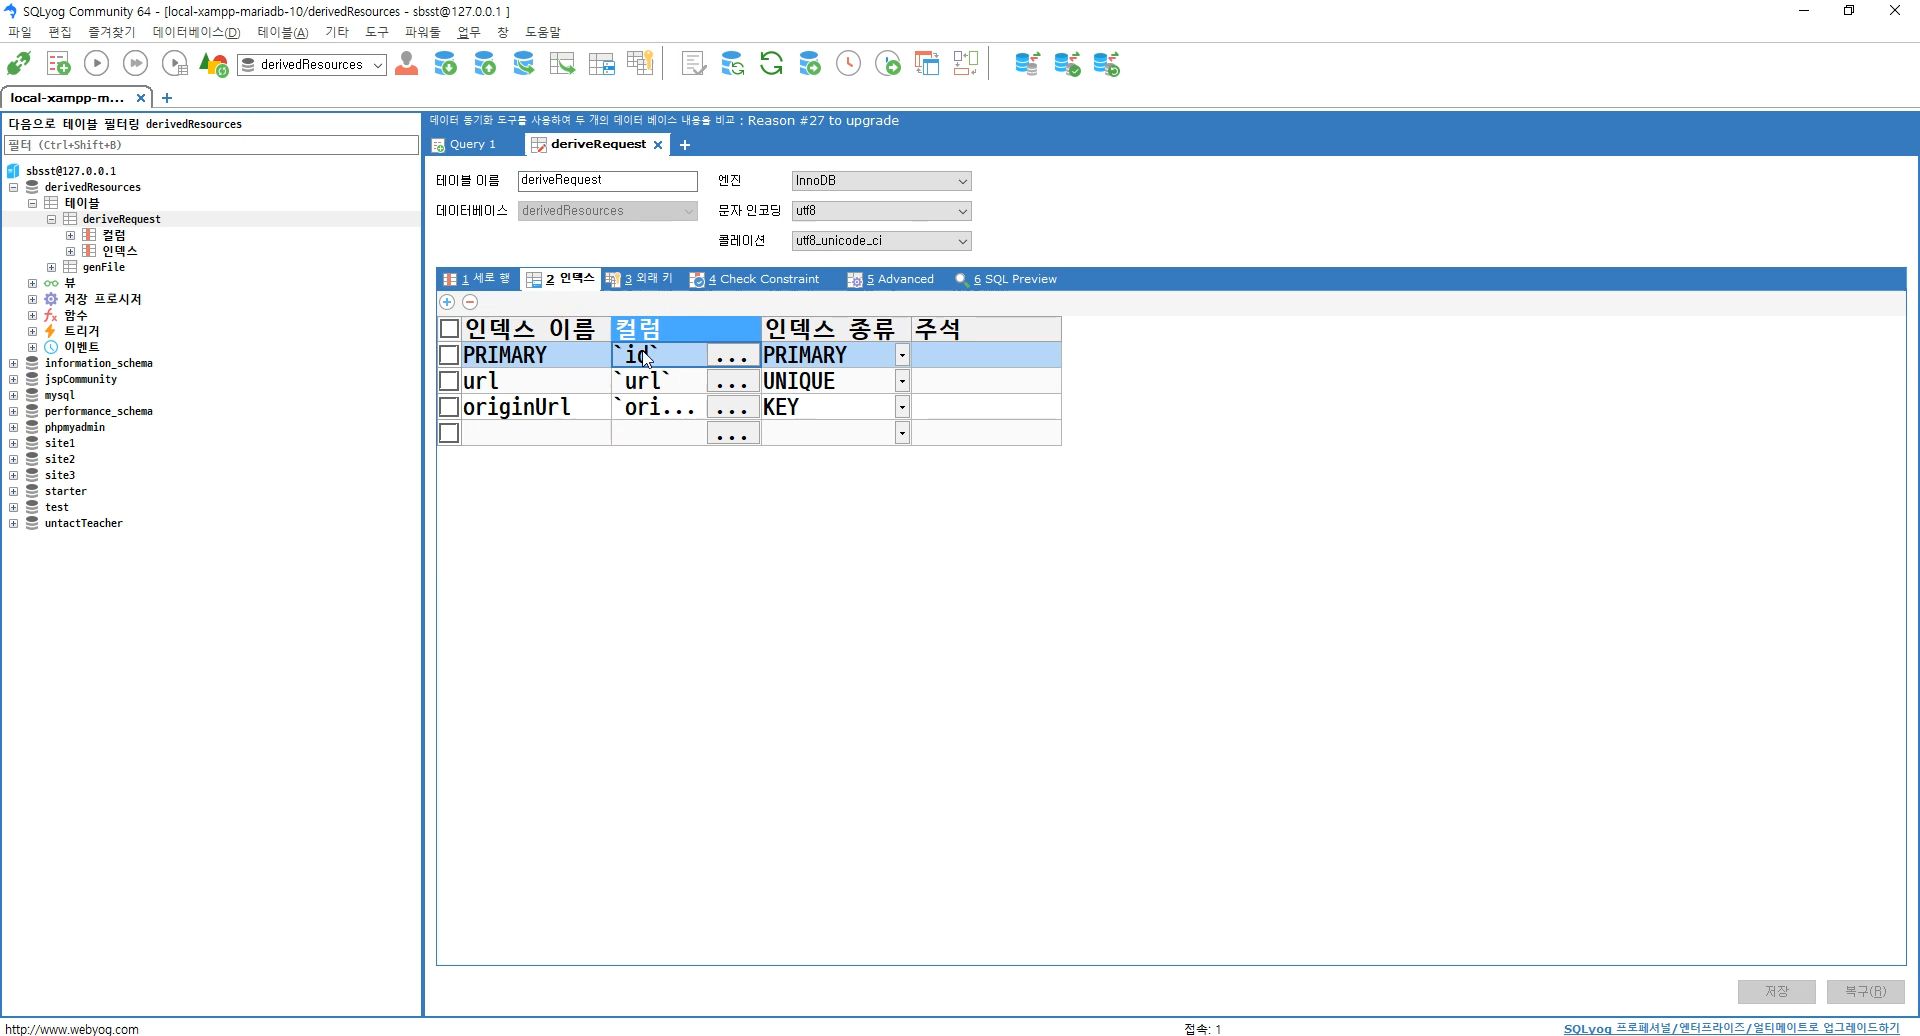 SQLyog Community 64 - [local-xampp-mariadb-10/derivedResources - sbsst@127.0.0.1 ]
파일 편집 즐겨찾기 데이터베이스(D) 테이블(A) 기타 도구 파워툴 업무 창 도움말
derivedResources
local-xampp-m...
다음으로 테이블 필터링 derivedResources
필터 (Ctrl+Shift+B)
sbsst@127.0.0.1
derivedResources
테이블
deriveRequest
컬럼
인덱스
genFile
뷰
저장 프로시저
함수
트리거
이벤트
information_schema
jspCommunity
mysql
performance_schema
phpmyadmin
site1
site2
site3
starter
test
untactTeacher
데이터 동기화 도구를 사용하여 두 개의 데이터 베이스 내용을 비교 : Reason #27 to upgrade
Query 1 deriveRequest
테이블 이름 deriveRequest 엔진 InnoDB
데이터베이스 derivedResources 문자 인코딩 utf8
콜레이션 utf8_unicode_ci
1 세로 행 2 인덱스 3 외래 키 4 Check Constraint 5 Advanced 6 SQL Preview
인덱스 이름 컬럼 인덱스 종류 주석
PRIMARY `id` ... PRIMARY
url `url` ... UNIQUE
originUrl `ori... ... KEY
...
저장 복구(R)
http://www.webyog.com 접속: 1 SQLyog 프로페셔널/엔터프라이즈/얼티메이트로 업그레이드하기